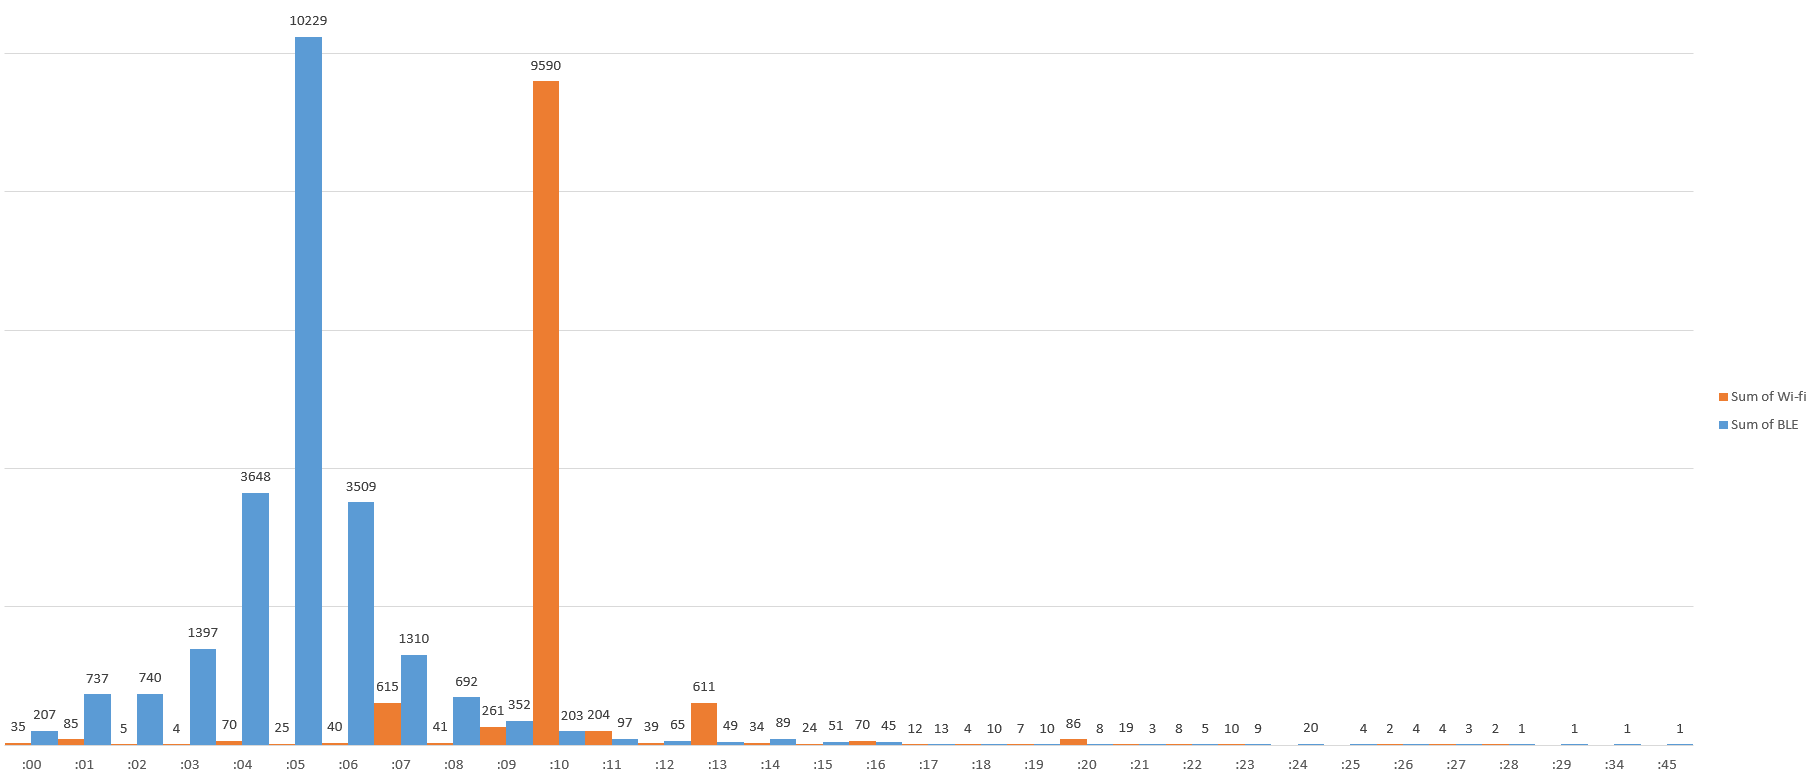 10229
9590
3648
3509
1397
1310
737
740
692
615
611
35 207 85 5 4 70 25 40 41 261 352 203 204 97 39 65 49 34 89 24 51 70 45 12 13 4 10 7 10 86 8 19 3 8 5 10 9 20 4 2 4 4 3 2 1 1 1 1
:00 :01 :02 :03 :04 :05 :06 :07 :08 :09 :10 :11 :12 :13 :14 :15 :16 :17 :18 :19 :20 :21 :22 :23 :24 :25 :26 :27 :28 :29 :34 :45
Sum of Wi-fi
Sum of BLE